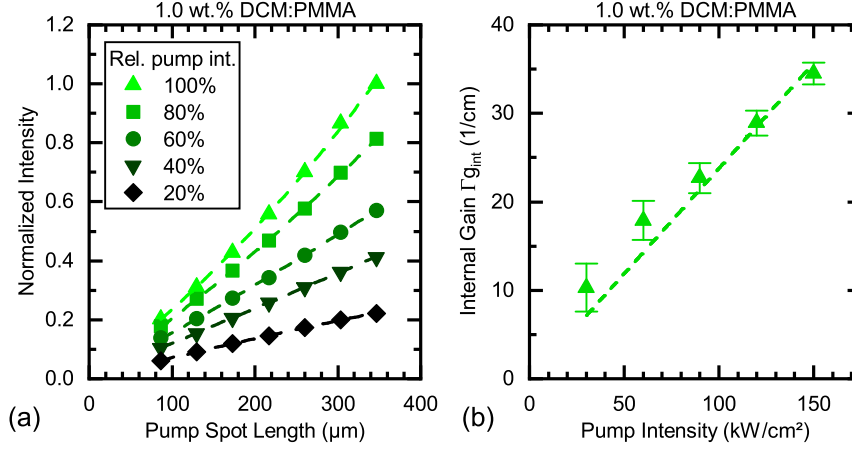 1.0 wt.% DCM:PMMA
Normalized Intensity
1.2
1.0
0.8
0.6
0.4
0.2
0.0
Rel. pump int.
100%
80%
60%
40%
20%
0 100 200 300 400
Pump Spot Length (µm)
(a)
1.0 wt.% DCM:PMMA
Internal Gain Γg_int (1/cm)
40
30
20
10
0
0 50 100 150
Pump Intensity (kW/cm²)
(b)